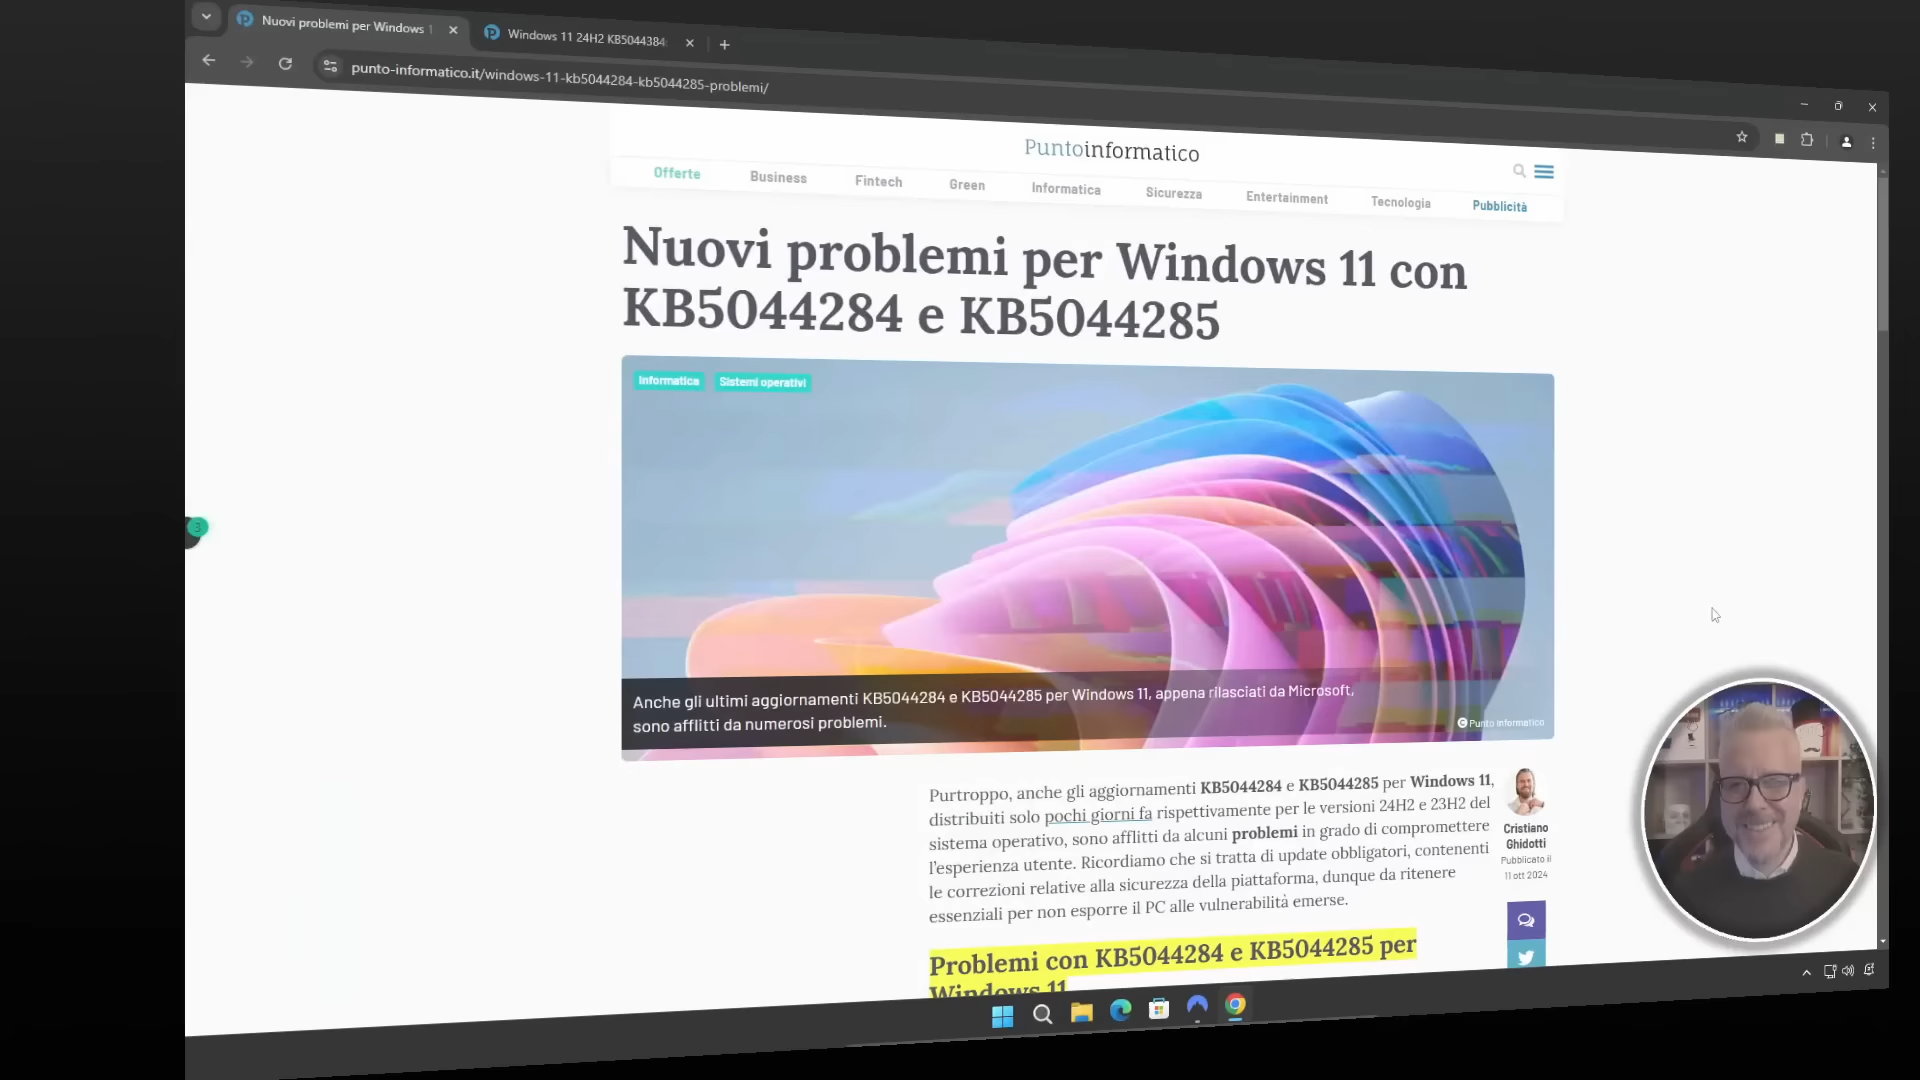 Nuovi problemi per Windows 1
Windows 11 24H2 KB5044384:
punto-informatico.it/windows-11-kb5044284-kb5044285-problemi/
Puntoinformatico
Offerte Business Fintech Green Informatica Sicurezza Entertainment Tecnologia Pubblicità
Nuovi problemi per Windows 11 con
KB5044284 e KB5044285
Informatica Sistemi operativi
Anche gli ultimi aggiornamenti KB5044284 e KB5044285 per Windows 11, appena rilasciati da Microsoft,
sono afflitti da numerosi problemi.
C Punto Informatico
Purtroppo, anche gli aggiornamenti KB5044284 e KB5044285 per Windows 11,
distribuiti solo pochi giorni fa rispettivamente per le versioni 24H2 e 23H2 del
sistema operativo, sono afflitti da alcuni problemi in grado di compromettere
l'esperienza utente. Ricordiamo che si tratta di update obbligatori, contenenti
le correzioni relative alla sicurezza della piattaforma, dunque da ritenere
essenziali per non esporre il PC alle vulnerabilità emerse.
Cristiano
Ghidotti
Pubblicato il
11 ott 2024
Problemi con KB5044284 e KB5044285 per
Windows 11
3